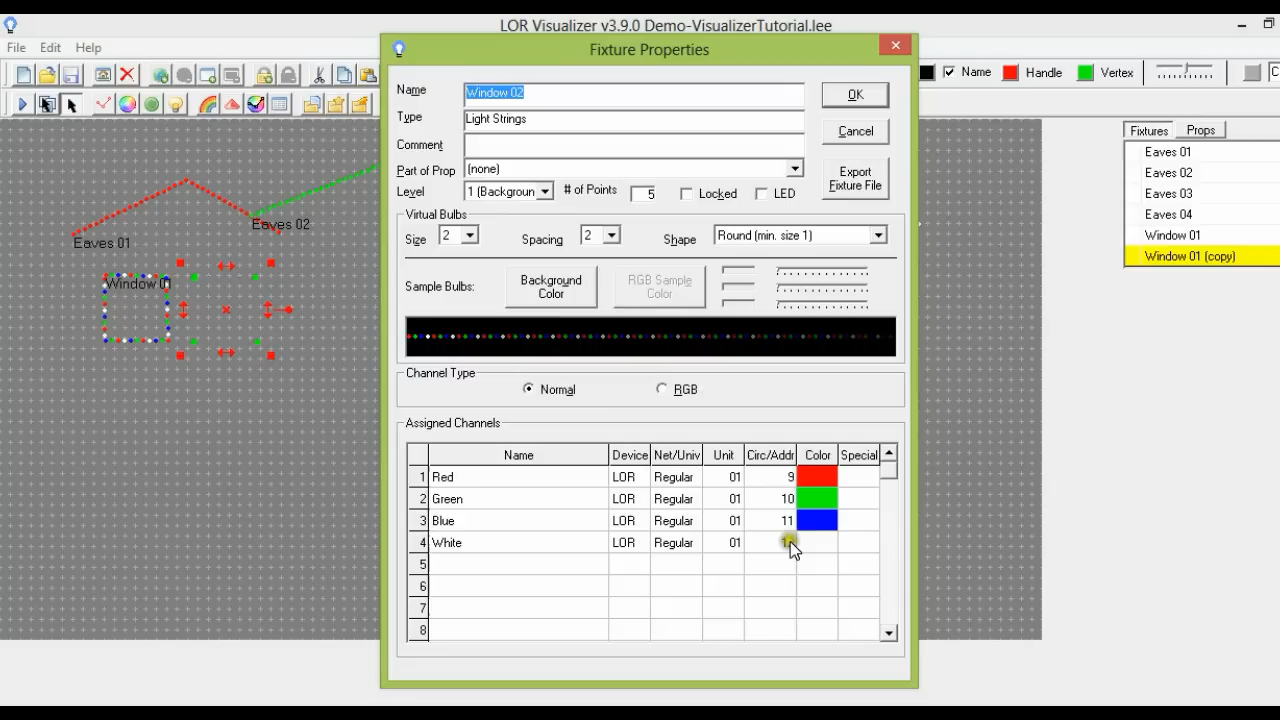 LOR Visualizer v3.9.0 Demo-VisualizerTutorial.lee
File Edit Help
Fixture Properties
Name Window 02 OK
Type Light Strings
Comment Cancel
Part of Prop (none)
Level 1 (Backgroun # of Points 5 Locked LED
Export Fixture File
Virtual Bulbs
Size 2 Spacing 2 Shape Round (min. size 1)
Sample Bulbs: Background Color RGB Sample Color
Channel Type
Normal RGB
Assigned Channels
Name Device Net/Univ Unit Circ/Addr Color Special
1 Red LOR Regular 01 9
2 Green LOR Regular 01 10
3 Blue LOR Regular 01 11
4 White LOR Regular 01
5
6
7
8
Name Handle Vertex
Fixtures Props
Eaves 01
Eaves 02
Eaves 03
Eaves 04
Window 01
Window 01 (copy)
Eaves 01
Eaves 02
Window 01